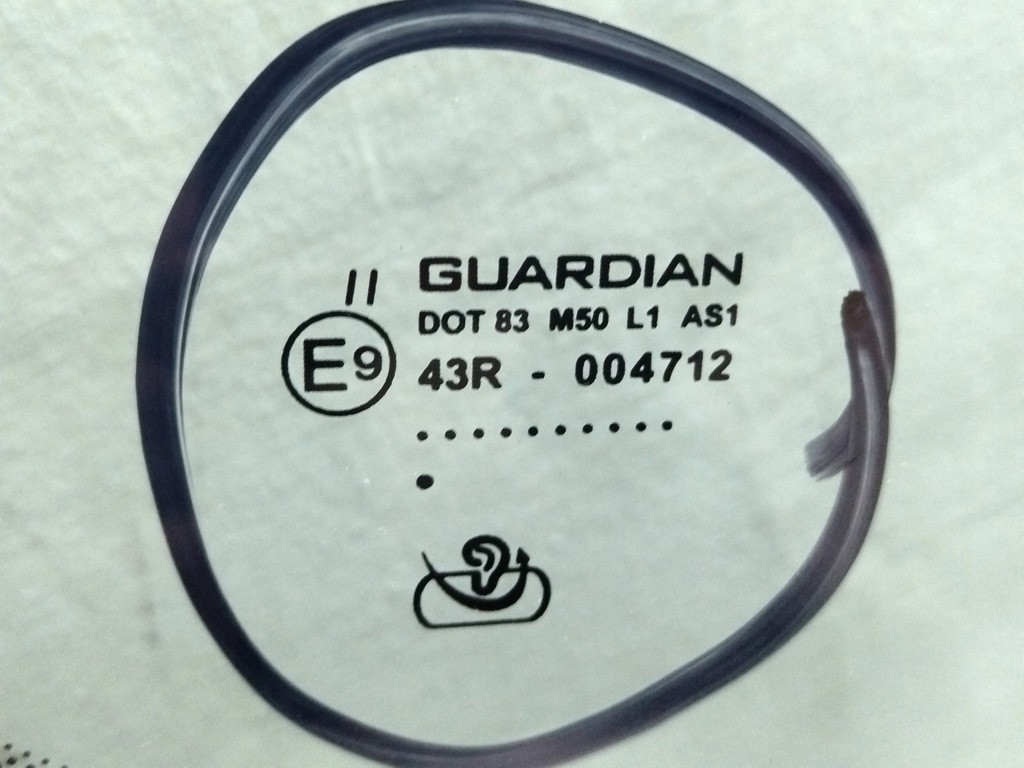 GUARDIAN
II
DOT 83 M50 L1 AS1
E9
43R - 004712
..........
.